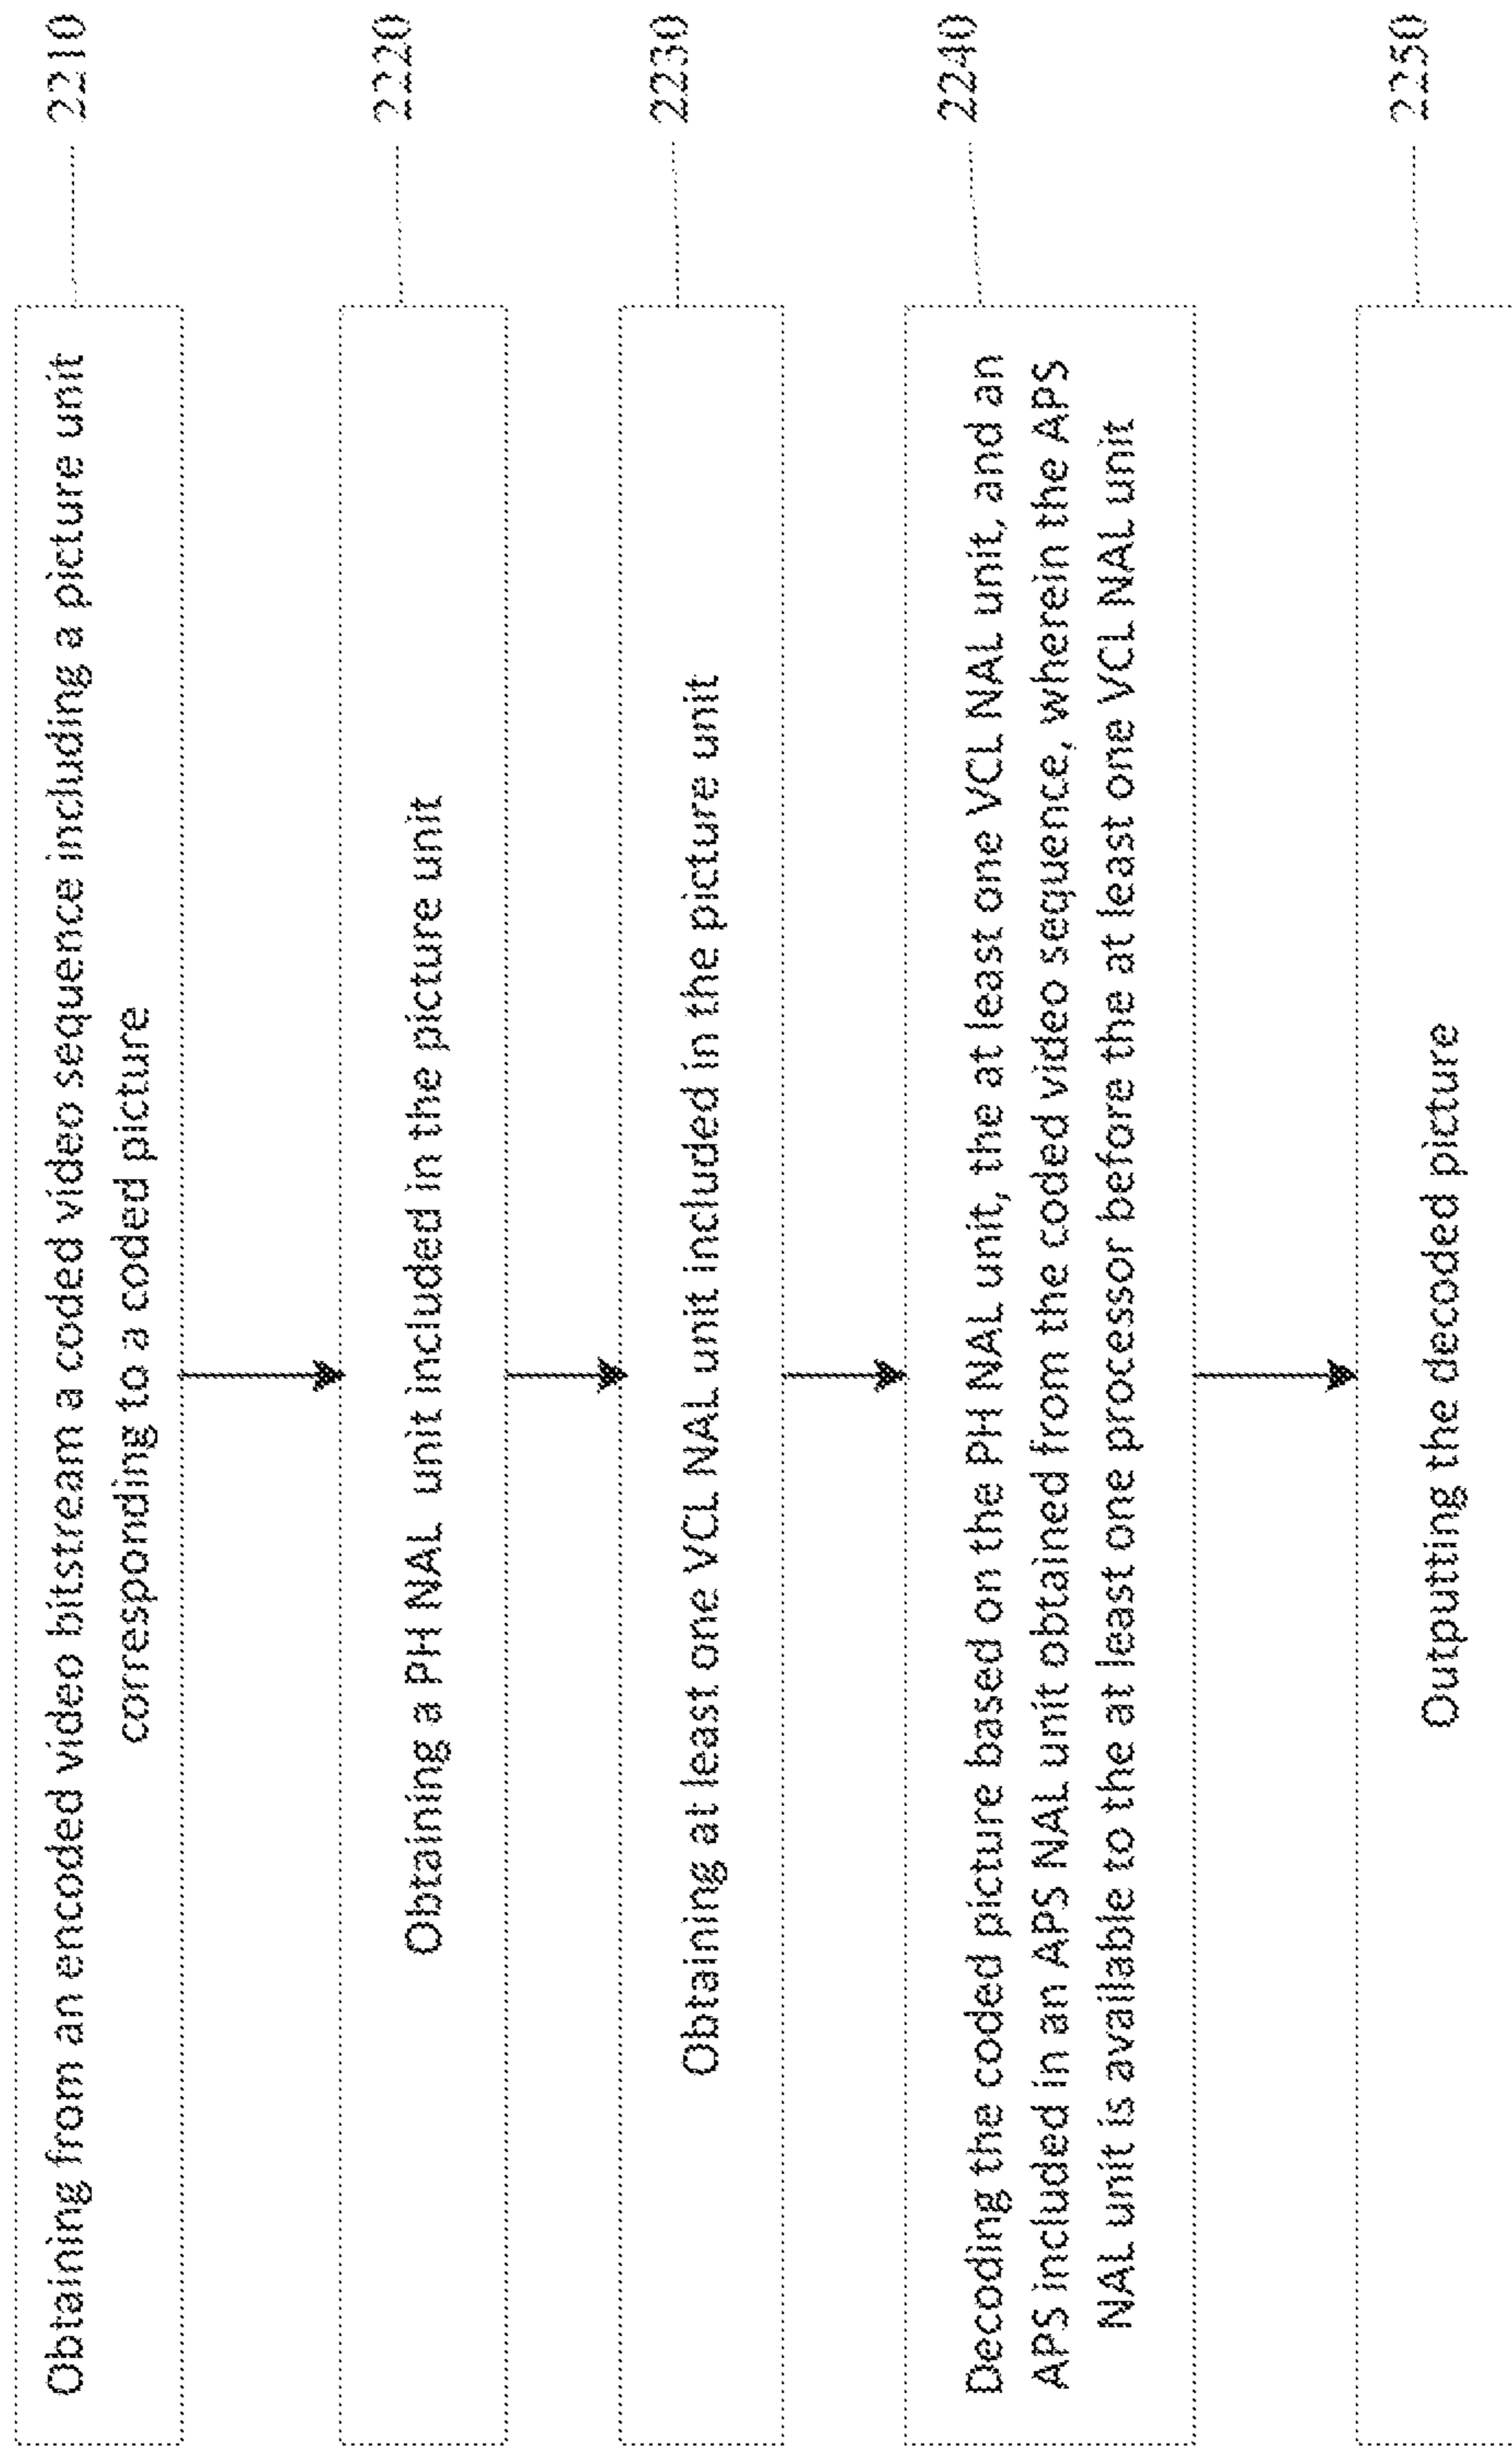 Obtaining from an encoded video bitstream a coded video sequence including a picture unit
corresponding to a coded picture
2210
Obtaining a PH NAL unit included in the picture unit
2220
Obtaining at least one VCL NAL unit included in the picture unit
2230
Decoding the coded picture based on the PH NAL unit, the at least one VCL NAL unit, and an
APS included in an APS NAL unit obtained from the coded video sequence, wherein the APS
NAL unit is available to the at least one processor before the at least one VCL NAL unit
2240
Outputting the decoded picture
2250